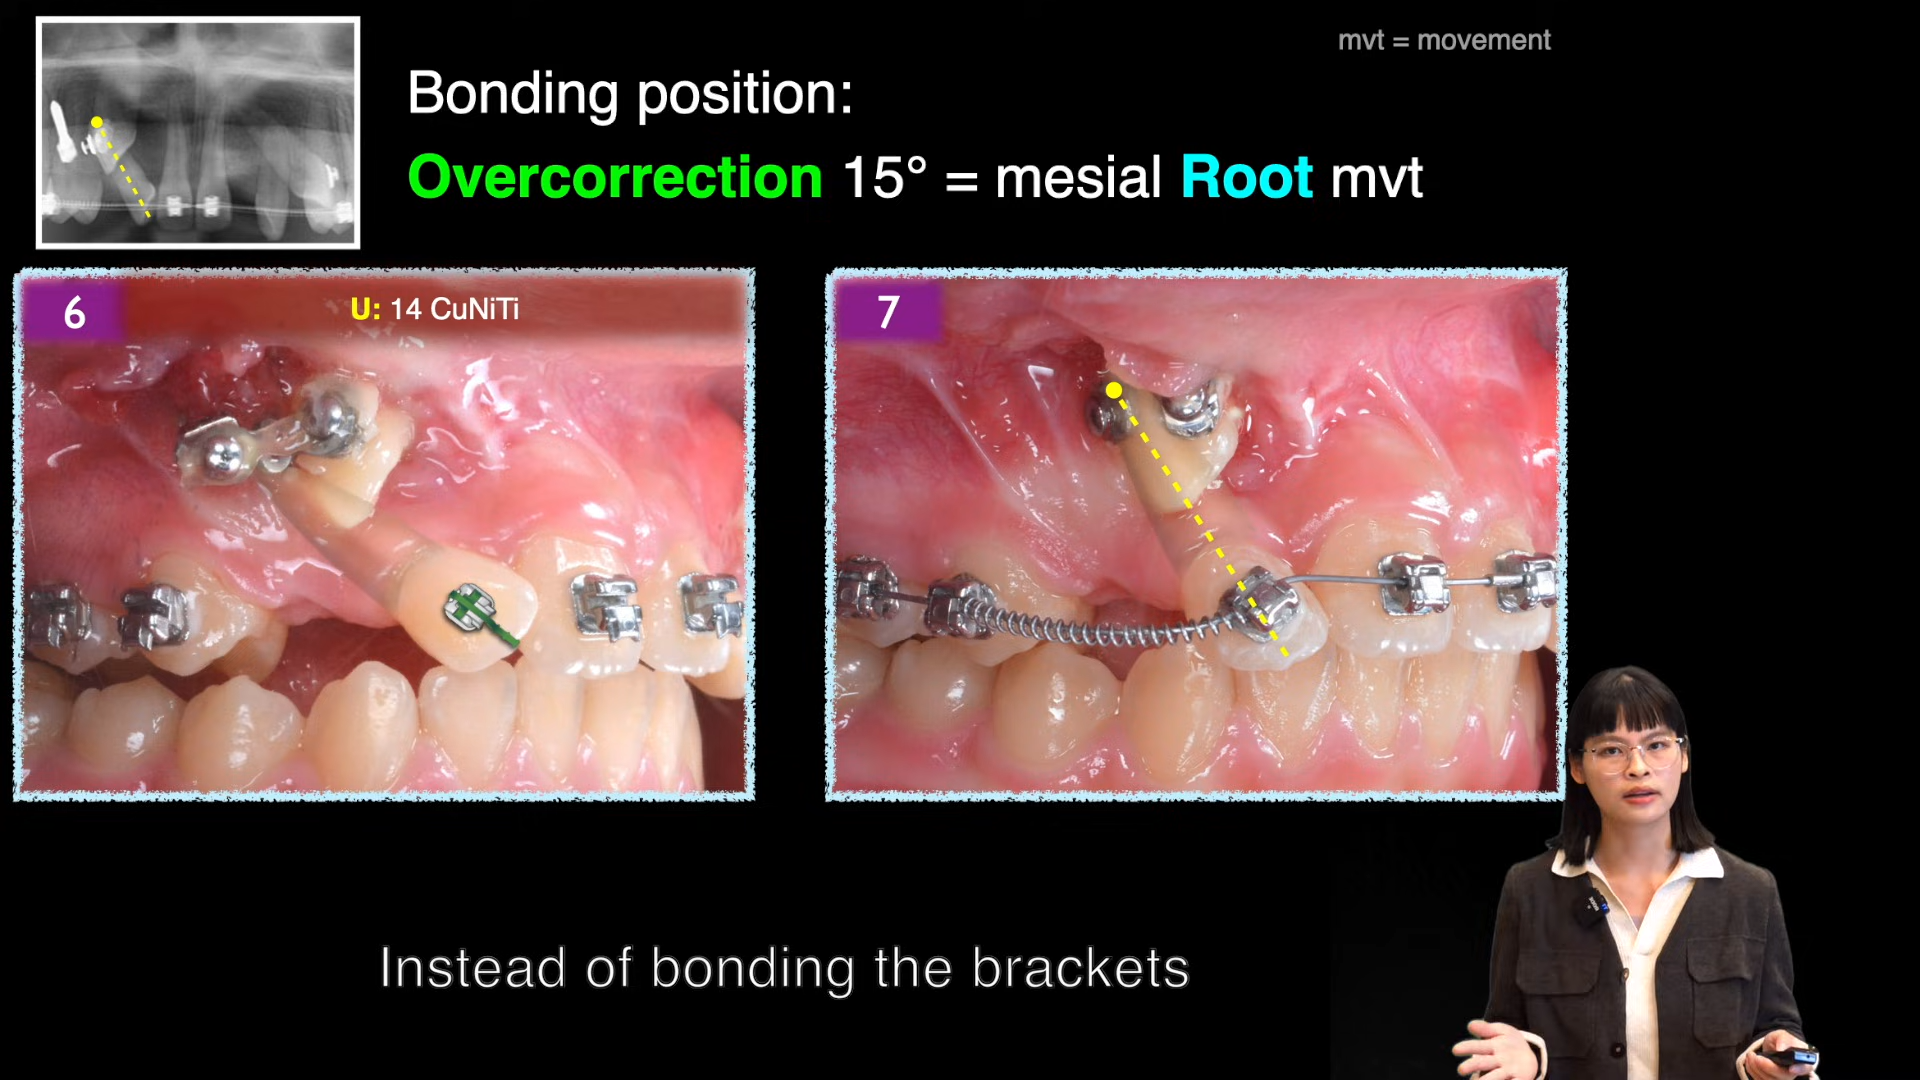 mvt = movement
Bonding position:
Overcorrection 15° = mesial Root mvt
6
U: 14 CuNiTi
7
Instead of bonding the brackets